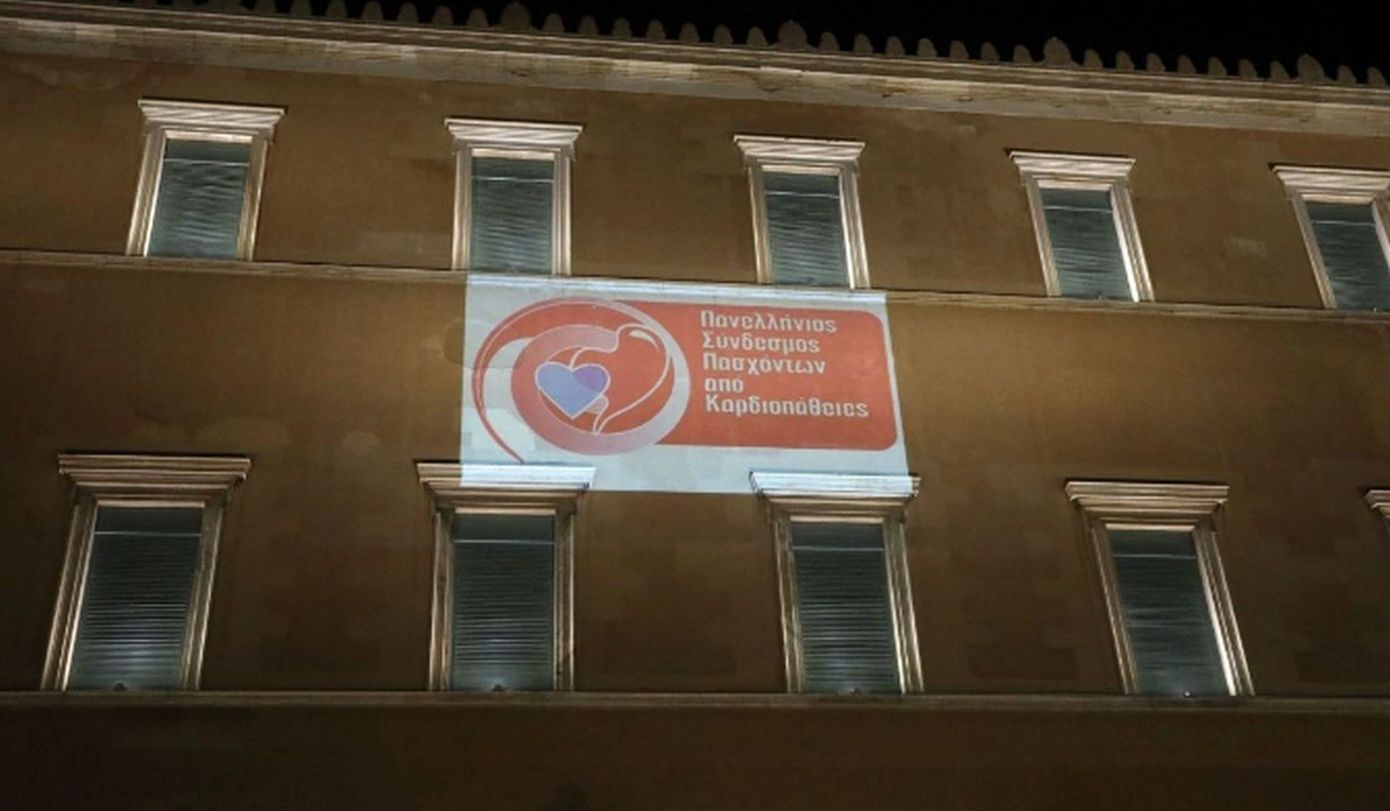 Πανελλήνιος
Σύνδεσμος
Πασχόντων
από
Καρδιοπάθειες